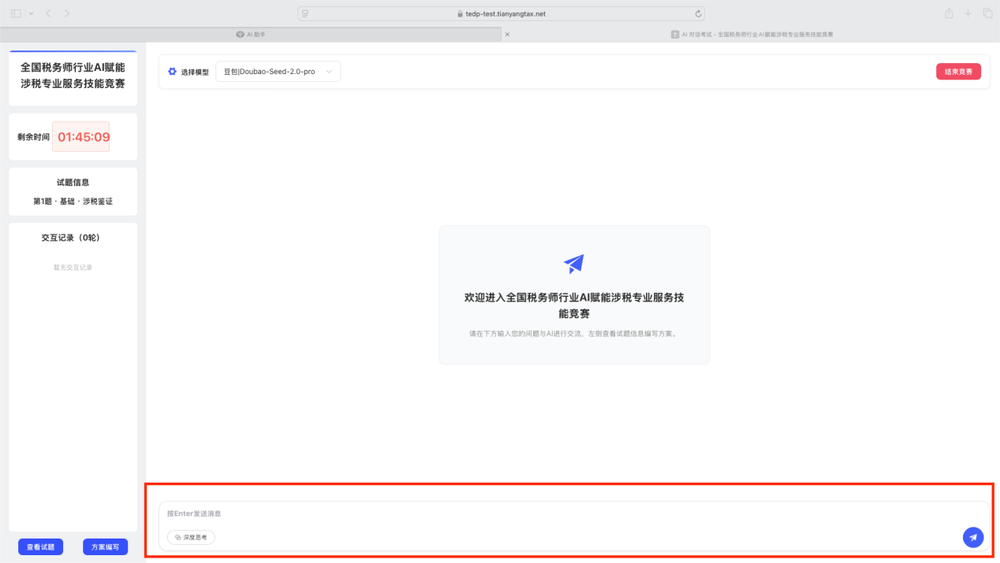 tedp-test.tianyangtax.net
AI 助手
AI 对话考试 - 全国税务师行业AI赋能涉税专业服务技能竞赛
全国税务师行业AI赋能
涉税专业服务技能竞赛
剩余时间 01:45:09
试题信息
第1题 · 基础 · 涉税鉴证
交互记录（0轮）
暂无交互记录
查看试题 方案编写
选择模型 豆包|Doubao-Seed-2.0-pro
结束竞赛
欢迎进入全国税务师行业AI赋能涉税专业服务技
能竞赛
请在下方输入您的问题与AI进行交流，左侧查看试题信息编写方案。
按Enter发送消息
深度思考